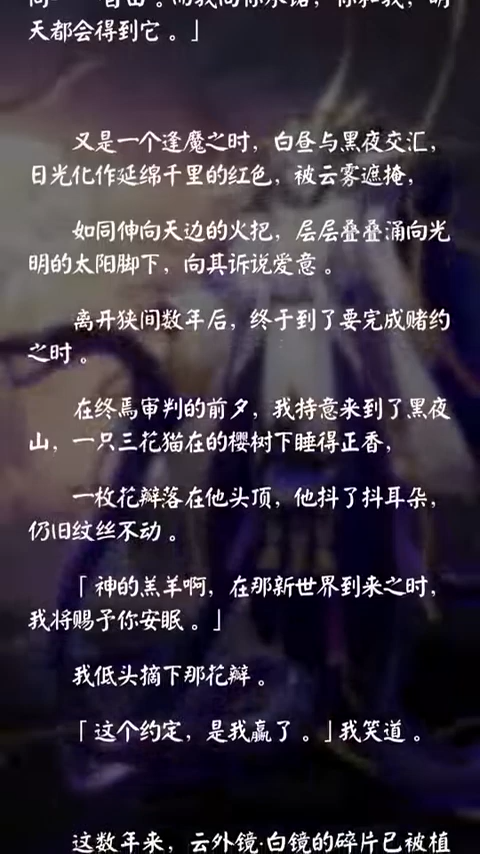 天都会得到它。」
又是一个逢魔之时，白昼与黑夜交汇，
日光化作延绵千里的红色，被云雾遮掩，
如同伸向天边的火把，层层叠叠涌向光
明的太阳脚下，向其诉说爱意。
离开狭间数年后，终于到了要完成赌约
之时。
在终焉审判的前夕，我特意来到了黑夜
山，一只三花猫在的樱树下睡得正香，
一枚花瓣落在他头顶，他抖了抖耳朵，
仍旧纹丝不动。
「神的羔羊啊，在那新世界到来之时，
我将赐予你安眠。」
我低头摘下那花瓣。
「这个约定，是我赢了。」我笑道。
这数年来，云外镜·白镜的碎片已被植